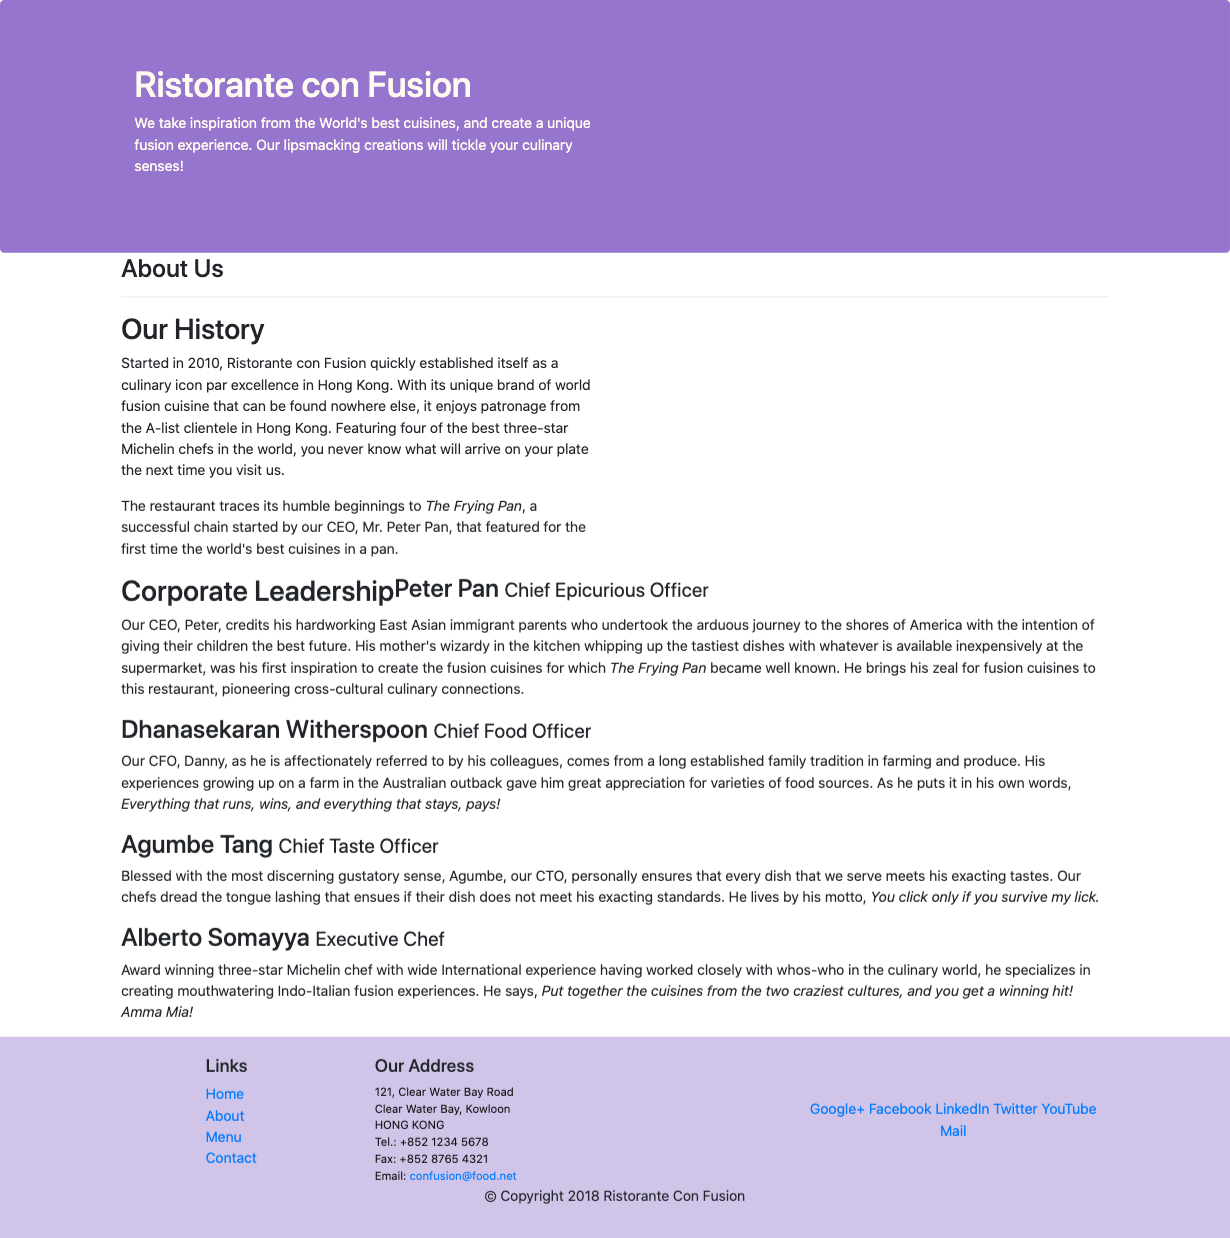 Ristorante con Fusion
We take inspiration from the World's best cuisines, and create a unique
fusion experience. Our lipsmacking creations will tickle your culinary
senses!
About Us
Our History
Started in 2010, Ristorante con Fusion quickly established itself as a
culinary icon par excellence in Hong Kong. With its unique brand of world
fusion cuisine that can be found nowhere else, it enjoys patronage from
the A-list clientele in Hong Kong. Featuring four of the best three-star
Michelin chefs in the world, you never know what will arrive on your plate
the next time you visit us.
The restaurant traces its humble beginnings to The Frying Pan, a
successful chain started by our CEO, Mr. Peter Pan, that featured for the
first time the world's best cuisines in a pan.
Corporate Leadership
Peter Pan Chief Epicurious Officer
Our CEO, Peter, credits his hardworking East Asian immigrant parents who undertook the arduous journey to the shores of America with the intention of
giving their children the best future. His mother's wizardy in the kitchen whipping up the tastiest dishes with whatever is available inexpensively at the
supermarket, was his first inspiration to create the fusion cuisines for which The Frying Pan became well known. He brings his zeal for fusion cuisines to
this restaurant, pioneering cross-cultural culinary connections.
Dhanasekaran Witherspoon Chief Food Officer
Our CFO, Danny, as he is affectionately referred to by his colleagues, comes from a long established family tradition in farming and produce. His
experiences growing up on a farm in the Australian outback gave him great appreciation for varieties of food sources. As he puts it in his own words,
Everything that runs, wins, and everything that stays, pays!
Agumbe Tang Chief Taste Officer
Blessed with the most discerning gustatory sense, Agumbe, our CTO, personally ensures that every dish that we serve meets his exacting tastes. Our
chefs dread the tongue lashing that ensues if their dish does not meet his exacting standards. He lives by his motto, You click only if you survive my lick.
Alberto Somayya Executive Chef
Award winning three-star Michelin chef with wide International experience having worked closely with whos-who in the culinary world, he specializes in
creating mouthwatering Indo-Italian fusion experiences. He says, Put together the cuisines from the two craziest cultures, and you get a winning hit!
Amma Mia!
Links
Home
About
Menu
Contact
Our Address
121, Clear Water Bay Road
Clear Water Bay, Kowloon
HONG KONG
Tel.: +852 1234 5678
Fax: +852 8765 4321
Email: confusion@food.net
Google+ Facebook LinkedIn Twitter YouTube
Mail
© Copyright 2018 Ristorante Con Fusion